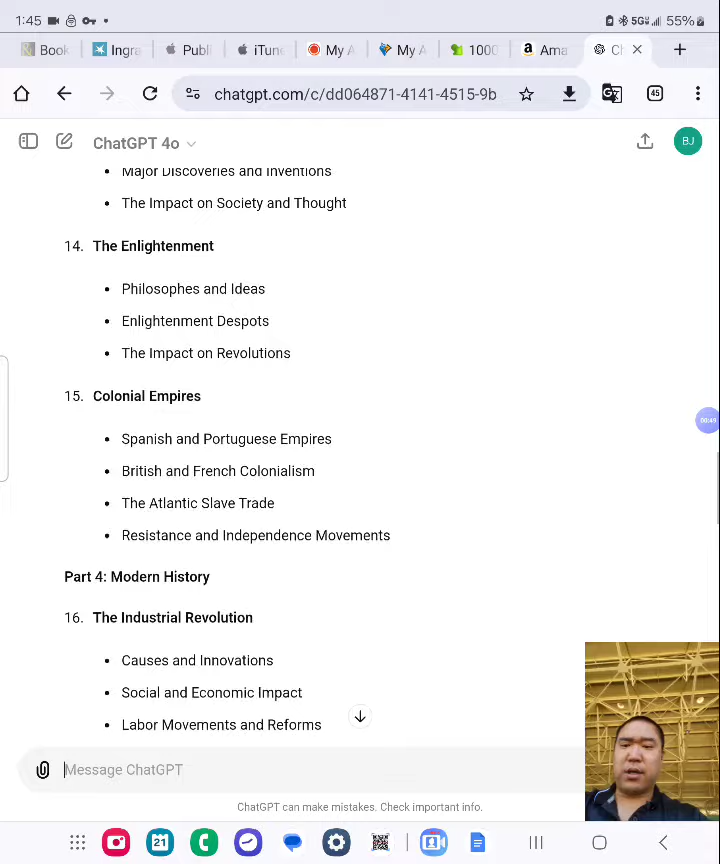 1:45
5G
55%
Book
Ingra
Publi
iTune
My A
My A
1000
Ama
Ch
chatgpt.com/c/dd064871-4141-4515-9b
45
ChatGPT 4o
BJ
Major Discoveries and Inventions
The Impact on Society and Thought
14. The Enlightenment
Philosophes and Ideas
Enlightenment Despots
The Impact on Revolutions
15. Colonial Empires
Spanish and Portuguese Empires
British and French Colonialism
The Atlantic Slave Trade
Resistance and Independence Movements
Part 4: Modern History
16. The Industrial Revolution
Causes and Innovations
Social and Economic Impact
Labor Movements and Reforms
Message ChatGPT
ChatGPT can make mistakes. Check important info.
21